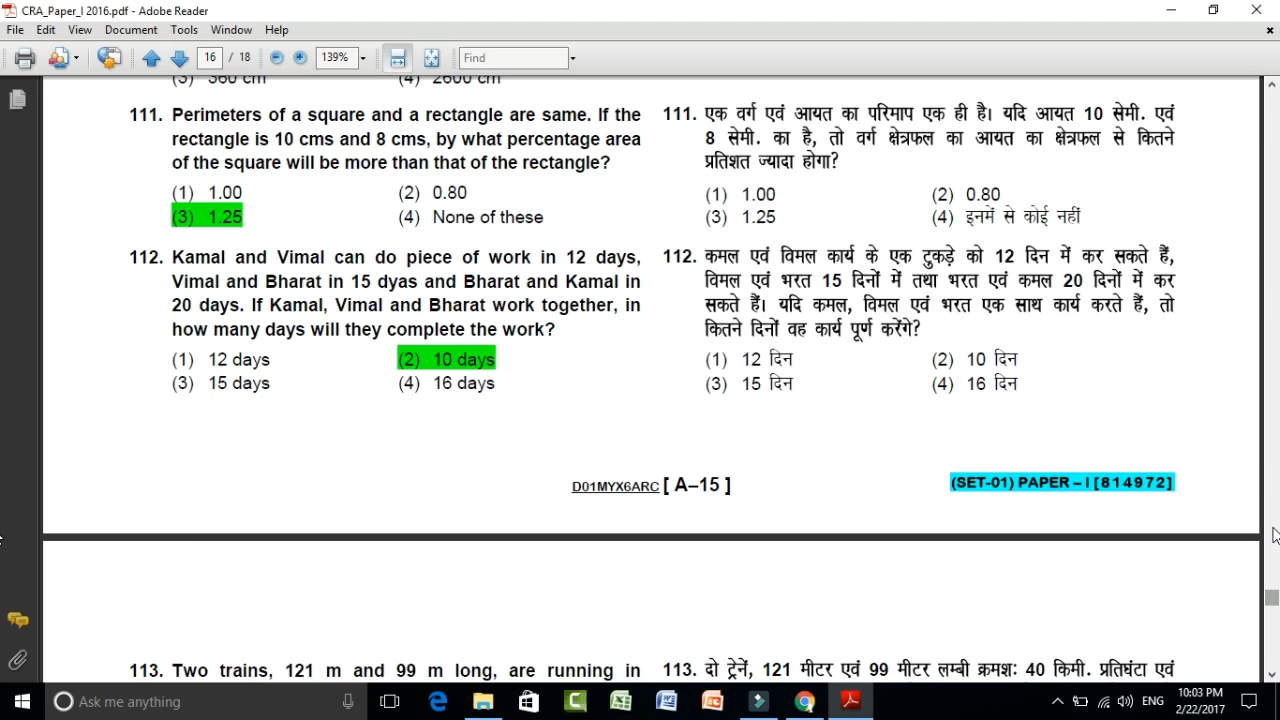 CRA_Paper_I 2016.pdf - Adobe Reader
File Edit View Document Tools Window Help
16 / 18 139% Find
(3) 360 cm (4) 2600 cm
111. Perimeters of a square and a rectangle are same. If the
rectangle is 10 cms and 8 cms, by what percentage area
of the square will be more than that of the rectangle?
(1) 1.00 (2) 0.80
(3) 1.25 (4) None of these
112. Kamal and Vimal can do piece of work in 12 days,
Vimal and Bharat in 15 dyas and Bharat and Kamal in
20 days. If Kamal, Vimal and Bharat work together, in
how many days will they complete the work?
(1) 12 days (2) 10 days
(3) 15 days (4) 16 days
111. एक वर्ग एवं आयत का परिमाप एक ही है। यदि आयत 10 सेमी. एवं
8 सेमी. का है, तो वर्ग क्षेत्रफल का आयत का क्षेत्रफल से कितने
प्रतिशत ज्यादा होगा?
(1) 1.00 (2) 0.80
(3) 1.25 (4) इनमें से कोई नहीं
112. कमल एवं विमल कार्य के एक टुकड़े को 12 दिन में कर सकते हैं,
विमल एवं भरत 15 दिनों में तथा भरत एवं कमल 20 दिनों में कर
सकते हैं। यदि कमल, विमल एवं भरत एक साथ कार्य करते हैं, तो
कितने दिनों वह कार्य पूर्ण करेंगे?
(1) 12 दिन (2) 10 दिन
(3) 15 दिन (4) 16 दिन
D01MYX6ARC [ A–15 ] (SET-01) PAPER – I [814972]
113. Two trains, 121 m and 99 m long, are running in
113. दो ट्रेनें, 121 मीटर एवं 99 मीटर लम्बी क्रमशः 40 किमी. प्रतिघंटा एवं
Ask me anything
ENG 10:03 PM
2/22/2017